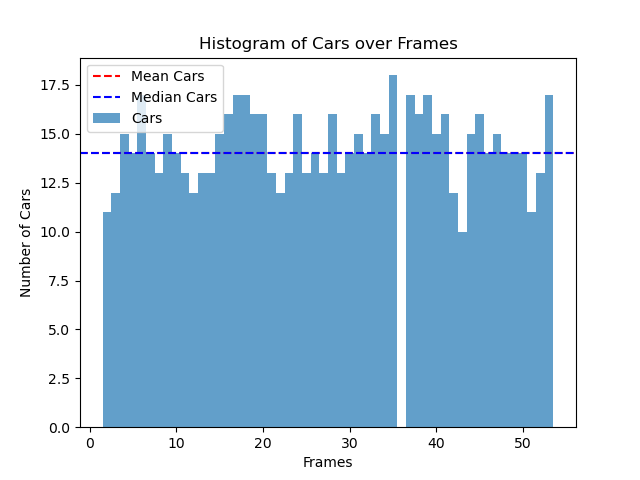 Histogram of Cars over Frames
Mean Cars
Median Cars
Cars
17.5
15.0
12.5
10.0
7.5
5.0
2.5
0.0
Number of Cars
0 10 20 30 40 50
Frames